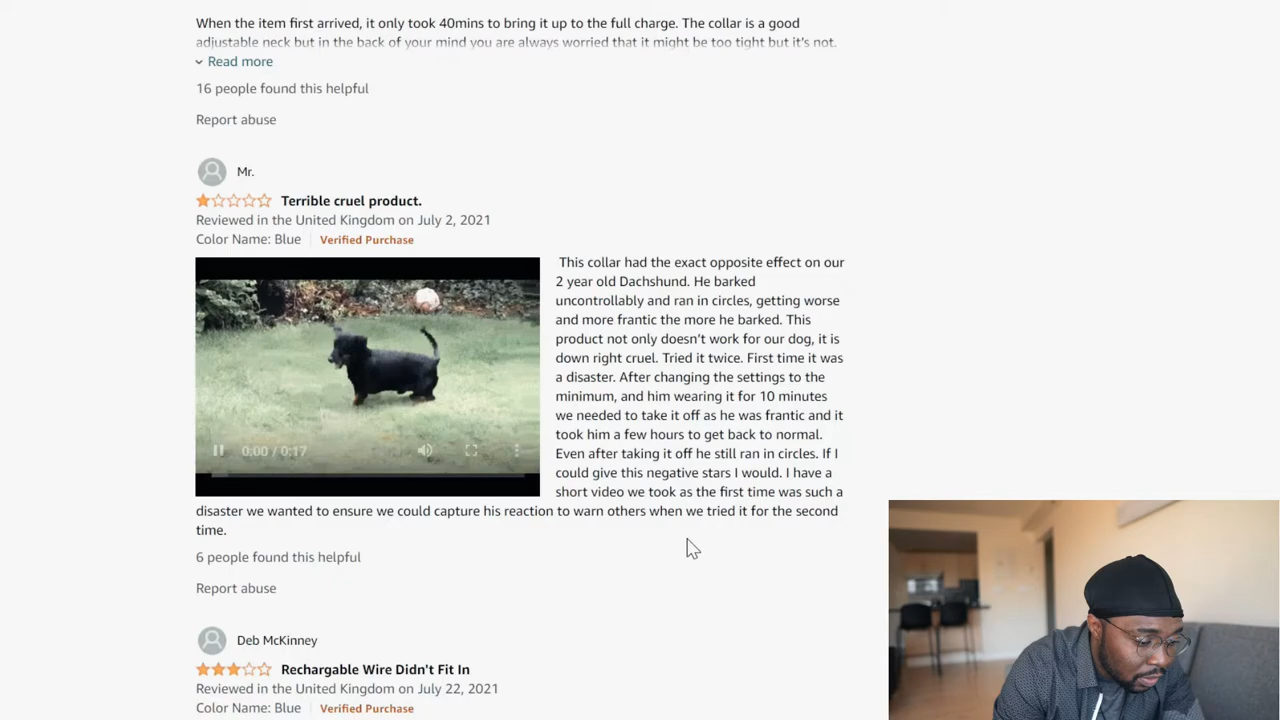 When the item first arrived, it only took 40mins to bring it up to the full charge. The collar is a good
adjustable neck but in the back of your mind you are always worried that it might be too tight but it's not.
Read more
16 people found this helpful
Report abuse
Mr.
Terrible cruel product.
Reviewed in the United Kingdom on July 2, 2021
Color Name: Blue Verified Purchase
This collar had the exact opposite effect on our
2 year old Dachshund. He barked
uncontrollably and ran in circles, getting worse
and more frantic the more he barked. This
product not only doesn't work for our dog, it is
down right cruel. Tried it twice. First time it was
a disaster. After changing the settings to the
minimum, and him wearing it for 10 minutes
we needed to take it off as he was frantic and it
took him a few hours to get back to normal.
Even after taking it off he still ran in circles. If I
could give this negative stars I would. I have a
short video we took as the first time was such a
disaster we wanted to ensure we could capture his reaction to warn others when we tried it for the second
time.
0:00 / 0:17
6 people found this helpful
Report abuse
Deb McKinney
Rechargable Wire Didn't Fit In
Reviewed in the United Kingdom on July 22, 2021
Color Name: Blue Verified Purchase